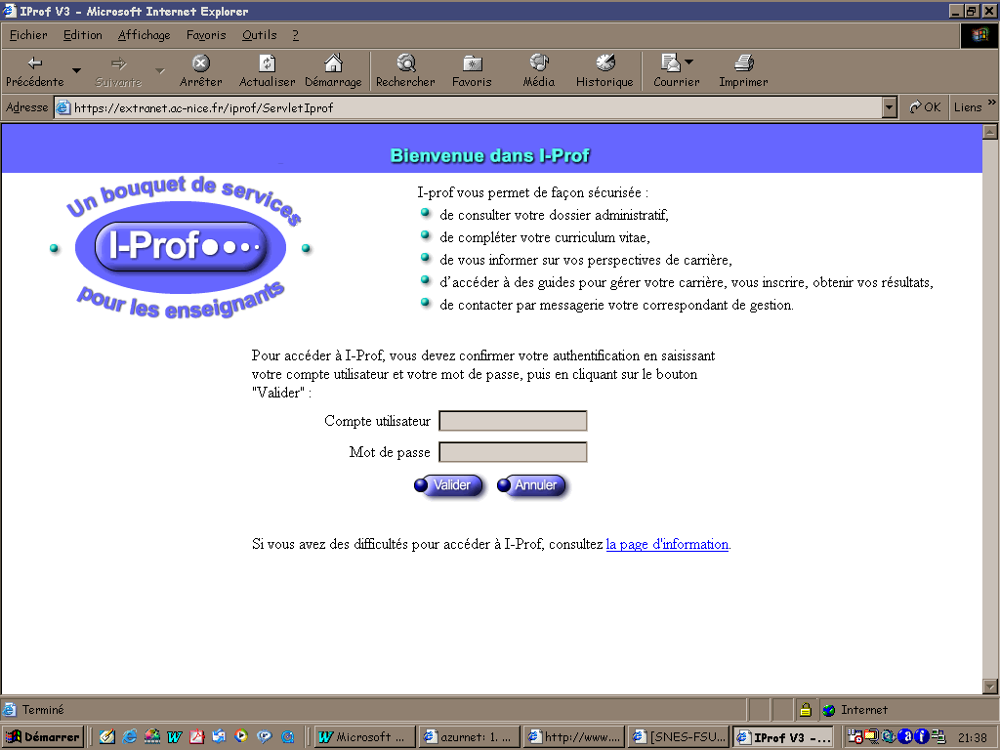 IProf V3 - Microsoft Internet Explorer
Fichier Edition Affichage Favoris Outils ?
Précédente Suivante Arrêter Actualiser Démarrage Rechercher Favoris Média Historique Courrier Imprimer
Adresse https://extranet.ac-nice.fr/iprof/ServletIprof OK Liens »
Bienvenue dans I-Prof
Un bouquet de services
I-Prof
pour les enseignants
I-prof vous permet de façon sécurisée :
de consulter votre dossier administratif,
de compléter votre curriculum vitae,
de vous informer sur vos perspectives de carrière,
d'accéder à des guides pour gérer votre carrière, vous inscrire, obtenir vos résultats,
de contacter par messagerie votre correspondant de gestion.
Pour accéder à I-Prof, vous devez confirmer votre authentification en saisissant
votre compte utilisateur et votre mot de passe, puis en cliquant sur le bouton
"Valider" :
Compte utilisateur
Mot de passe
Valider Annuler
Si vous avez des difficultés pour accéder à I-Prof, consultez la page d'information.
Terminé Internet
Démarrer Microsoft ... azurnet: 1. ... http://www.... [SNES-FSU... IProf V3 -... 21:38